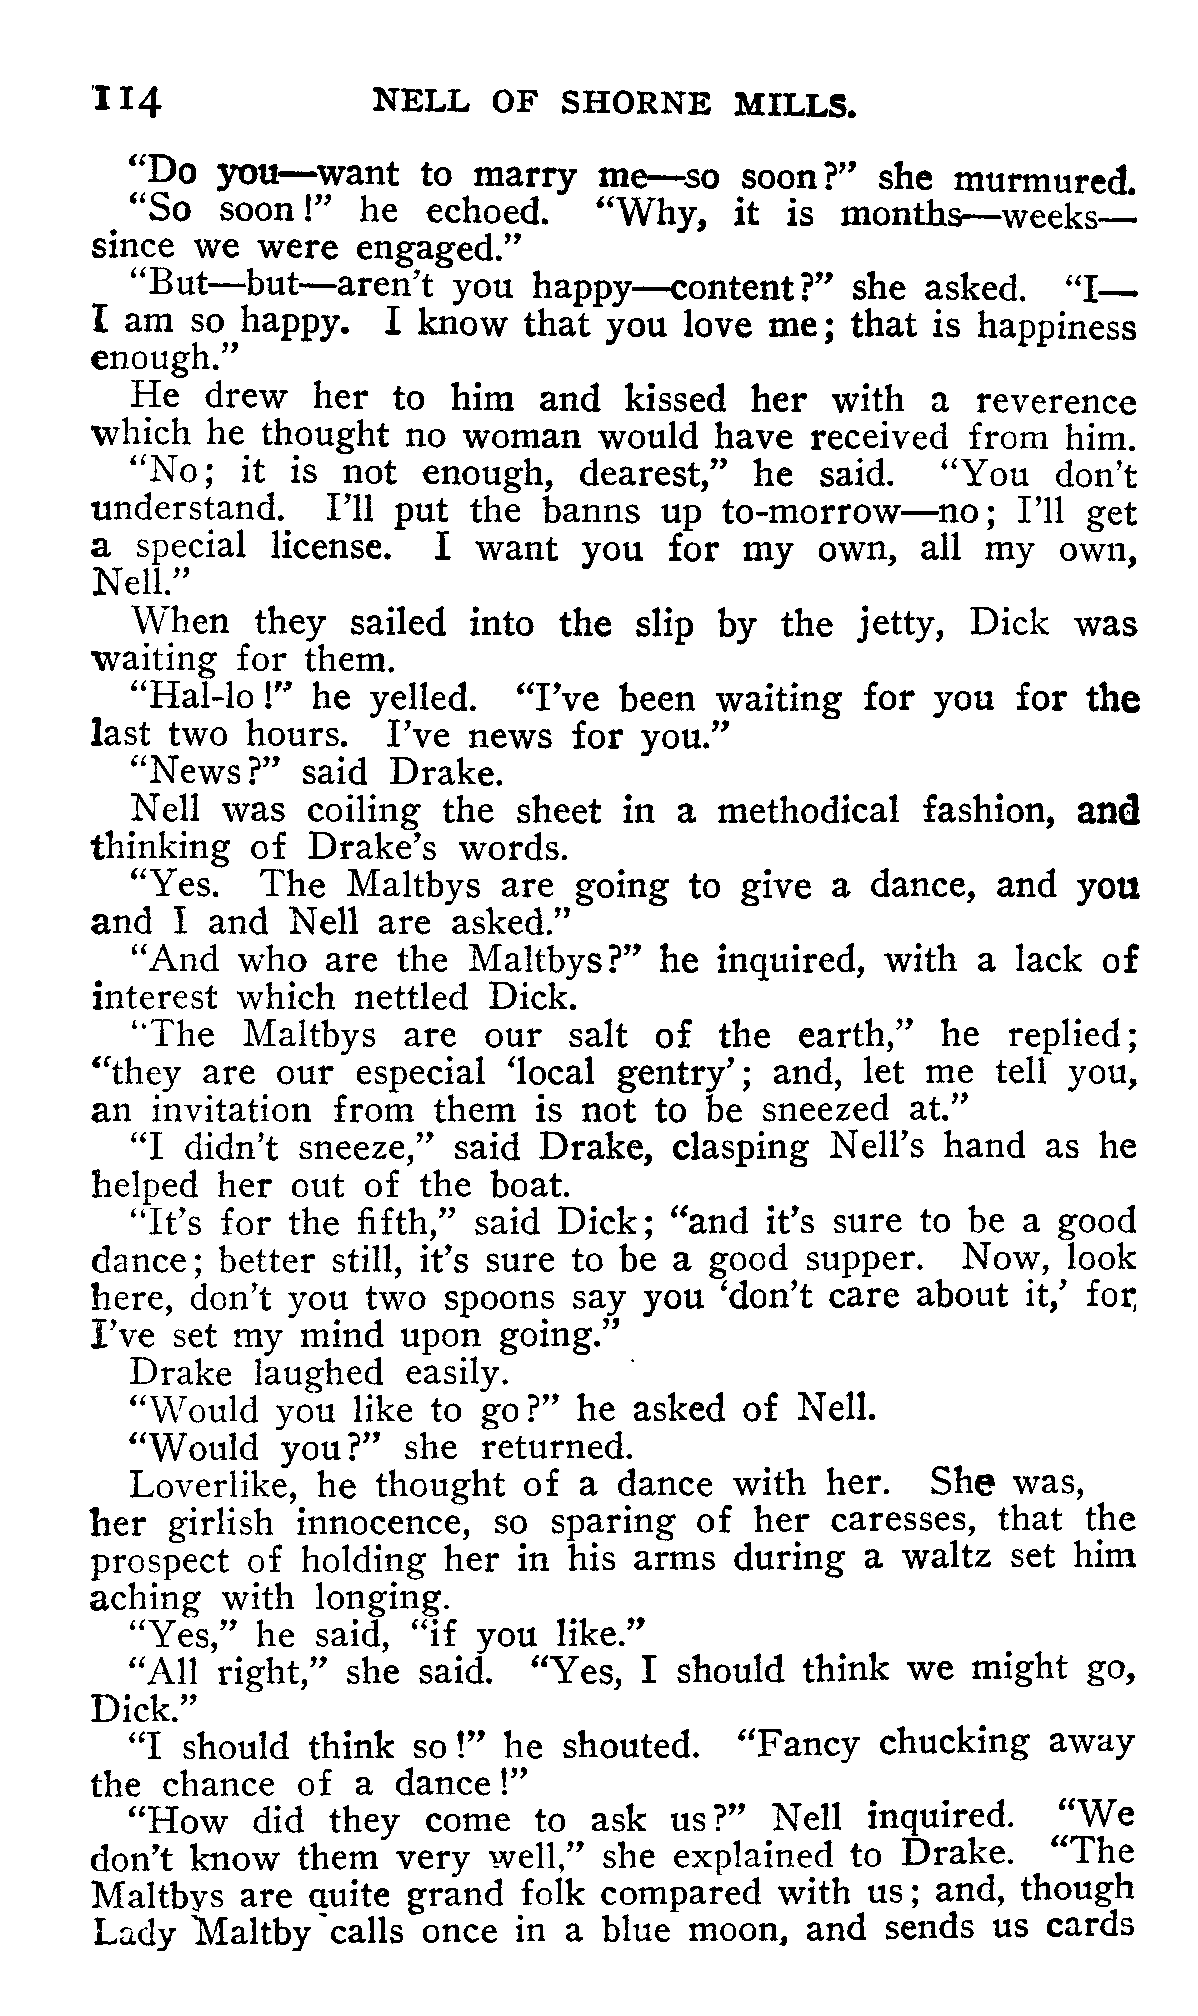 114 NELL OF SHORNE MILLS.
“Do you—want to marry me—so soon?” she murmured.
“So soon!” he echoed. “Why, it is months—weeks—
since we were engaged.”
“But—but—aren’t you happy—content?” she asked. “I—
I am so happy. I know that you love me; that is happiness
enough.”
He drew her to him and kissed her with a reverence
which he thought no woman would have received from him.
“No; it is not enough, dearest,” he said. “You don’t
understand. I’ll put the banns up to-morrow—no; I’ll get
a special license. I want you for my own, all my own,
Nell.”
When they sailed into the slip by the jetty, Dick was
waiting for them.
“Hal-lo!” he yelled. “I’ve been waiting for you for the
last two hours. I’ve news for you.”
“News?” said Drake.
Nell was coiling the sheet in a methodical fashion, and
thinking of Drake’s words.
“Yes. The Maltbys are going to give a dance, and you
and I and Nell are asked.”
“And who are the Maltbys?” he inquired, with a lack of
interest which nettled Dick.
“The Maltbys are our salt of the earth,” he replied;
“they are our especial ‘local gentry’; and, let me tell you,
an invitation from them is not to be sneezed at.”
“I didn’t sneeze,” said Drake, clasping Nell’s hand as he
helped her out of the boat.
“It’s for the fifth,” said Dick; “and it’s sure to be a good
dance; better still, it’s sure to be a good supper. Now, look
here, don’t you two spoons say you ‘don’t care about it,’ for
I’ve set my mind upon going.”
Drake laughed easily.
“Would you like to go?” he asked of Nell.
“Would you?” she returned.
Loverlike, he thought of a dance with her. She was,
her girlish innocence, so sparing of her caresses, that the
prospect of holding her in his arms during a waltz set him
aching with longing.
“Yes,” he said, “if you like.”
“All right,” she said. “Yes, I should think we might go,
Dick.”
“I should think so!” he shouted. “Fancy chucking away
the chance of a dance!”
“How did they come to ask us?” Nell inquired. “We
don’t know them very well,” she explained to Drake. “The
Maltbys are quite grand folk compared with us; and, though
Lady Maltby calls once in a blue moon, and sends us cards